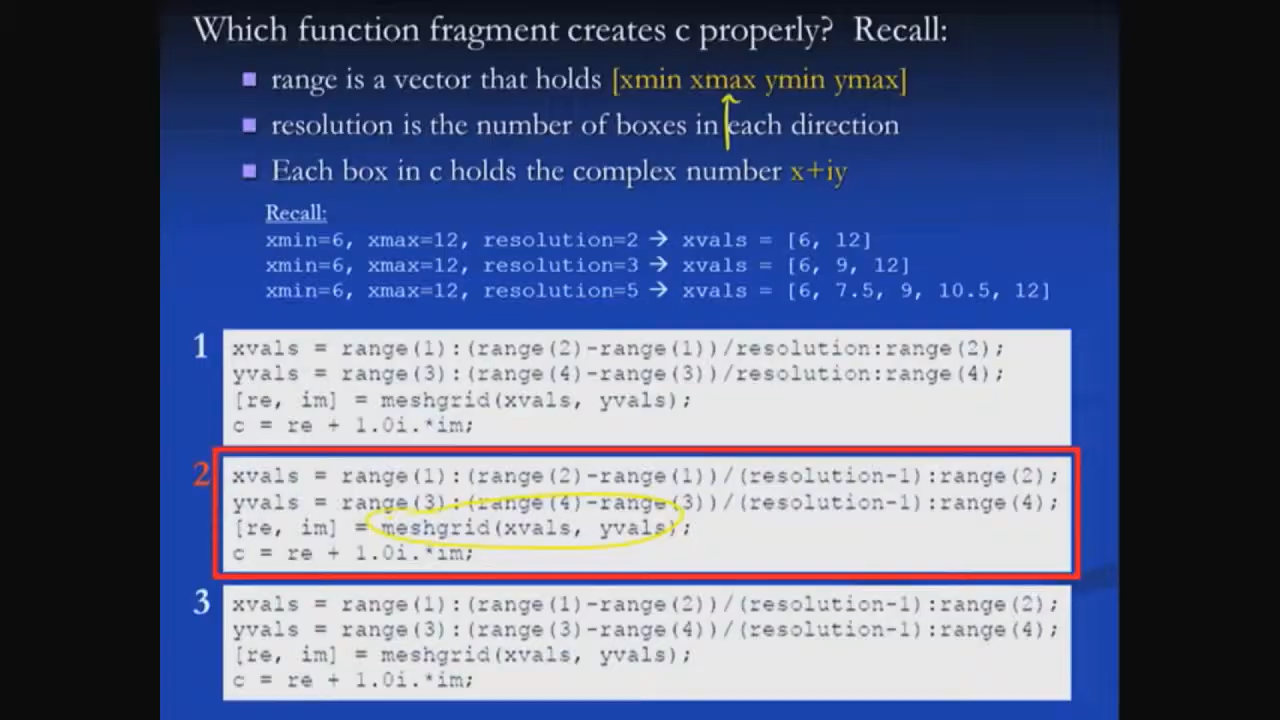 Which function fragment creates c properly? Recall:
range is a vector that holds [xmin xmax ymin ymax]
resolution is the number of boxes in each direction
Each box in c holds the complex number x+iy
Recall:
xmin=6, xmax=12, resolution=2 → xvals = [6, 12]
xmin=6, xmax=12, resolution=3 → xvals = [6, 9, 12]
xmin=6, xmax=12, resolution=5 → xvals = [6, 7.5, 9, 10.5, 12]
1
xvals = range(1):(range(2)-range(1))/resolution:range(2);
yvals = range(3):(range(4)-range(3))/resolution:range(4);
[re, im] = meshgrid(xvals, yvals);
c = re + 1.0i.*im;
2
xvals = range(1):(range(2)-range(1))/(resolution-1):range(2);
yvals = range(3):(range(4)-range(3))/(resolution-1):range(4);
[re, im] = meshgrid(xvals, yvals);
c = re + 1.0i.*im;
3
xvals = range(1):(range(1)-range(2))/(resolution-1):range(2);
yvals = range(3):(range(3)-range(4))/(resolution-1):range(4);
[re, im] = meshgrid(xvals, yvals);
c = re + 1.0i.*im;